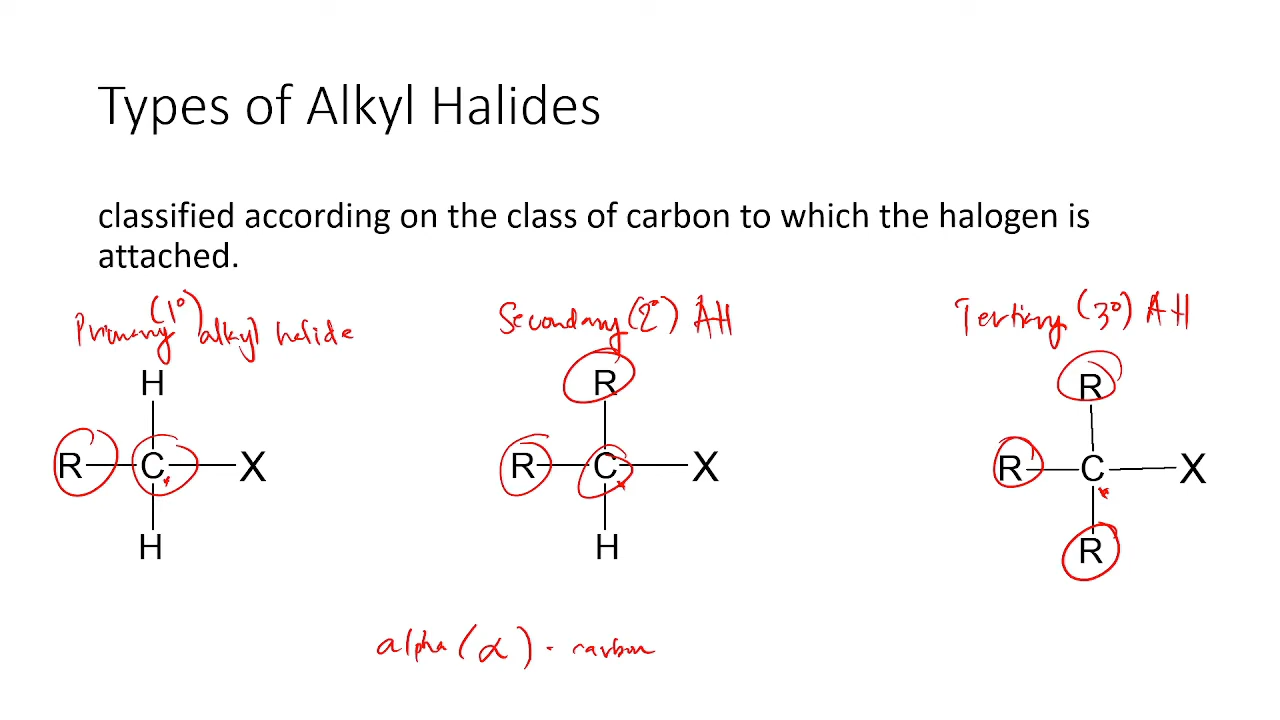 Types of Alkyl Halides
classified according on the class of carbon to which the halogen is
attached.
Primary (1°) alkyl halide
Secondary (2°) AH
Tertiary (3°) AH
H
R C X
H
R
R C X
H
R
R C X
R
alpha (α) - carbon